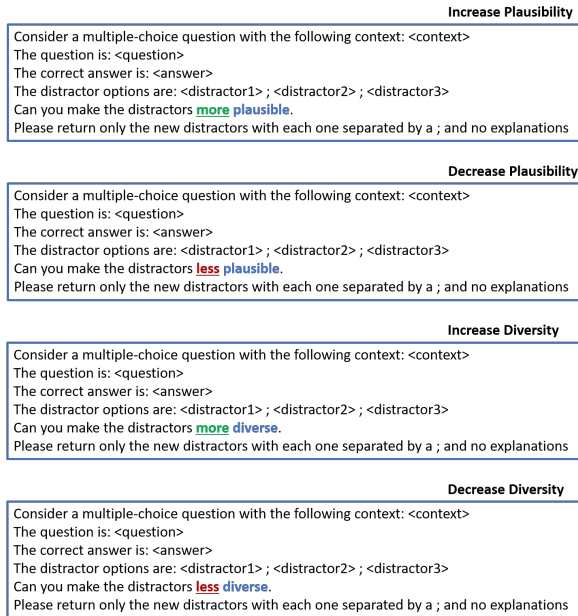 Increase Plausibility
Consider a multiple-choice question with the following context: <context>
The question is: <question>
The correct answer is: <answer>
The distractor options are: <distractor1> ; <distractor2> ; <distractor3>
Can you make the distractors more plausible.
Please return only the new distractors with each one separated by a ; and no explanations
Decrease Plausibility
Consider a multiple-choice question with the following context: <context>
The question is: <question>
The correct answer is: <answer>
The distractor options are: <distractor1> ; <distractor2> ; <distractor3>
Can you make the distractors less plausible.
Please return only the new distractors with each one separated by a ; and no explanations
Increase Diversity
Consider a multiple-choice question with the following context: <context>
The question is: <question>
The correct answer is: <answer>
The distractor options are: <distractor1> ; <distractor2> ; <distractor3>
Can you make the distractors more diverse.
Please return only the new distractors with each one separated by a ; and no explanations
Decrease Diversity
Consider a multiple-choice question with the following context: <context>
The question is: <question>
The correct answer is: <answer>
The distractor options are: <distractor1> ; <distractor2> ; <distractor3>
Can you make the distractors less diverse.
Please return only the new distractors with each one separated by a ; and no explanations